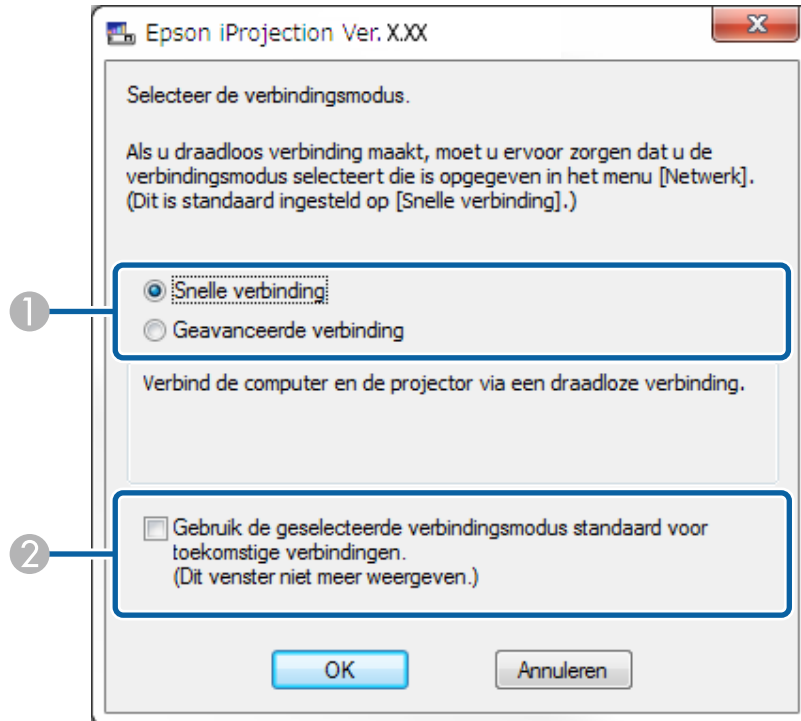 Epson iProjection Ver. X.XX
Selecteer de verbindingsmodus.
Als u draadloos verbinding maakt, moet u ervoor zorgen dat u de
verbindingsmodus selecteert die is opgegeven in het menu [Netwerk].
(Dit is standaard ingesteld op [Snelle verbinding].)
1
Snelle verbinding
Geavanceerde verbinding
Verbind de computer en de projector via een draadloze verbinding.
2
Gebruik de geselecteerde verbindingsmodus standaard voor
toekomstige verbindingen.
(Dit venster niet meer weergeven.)
OK
Annuleren